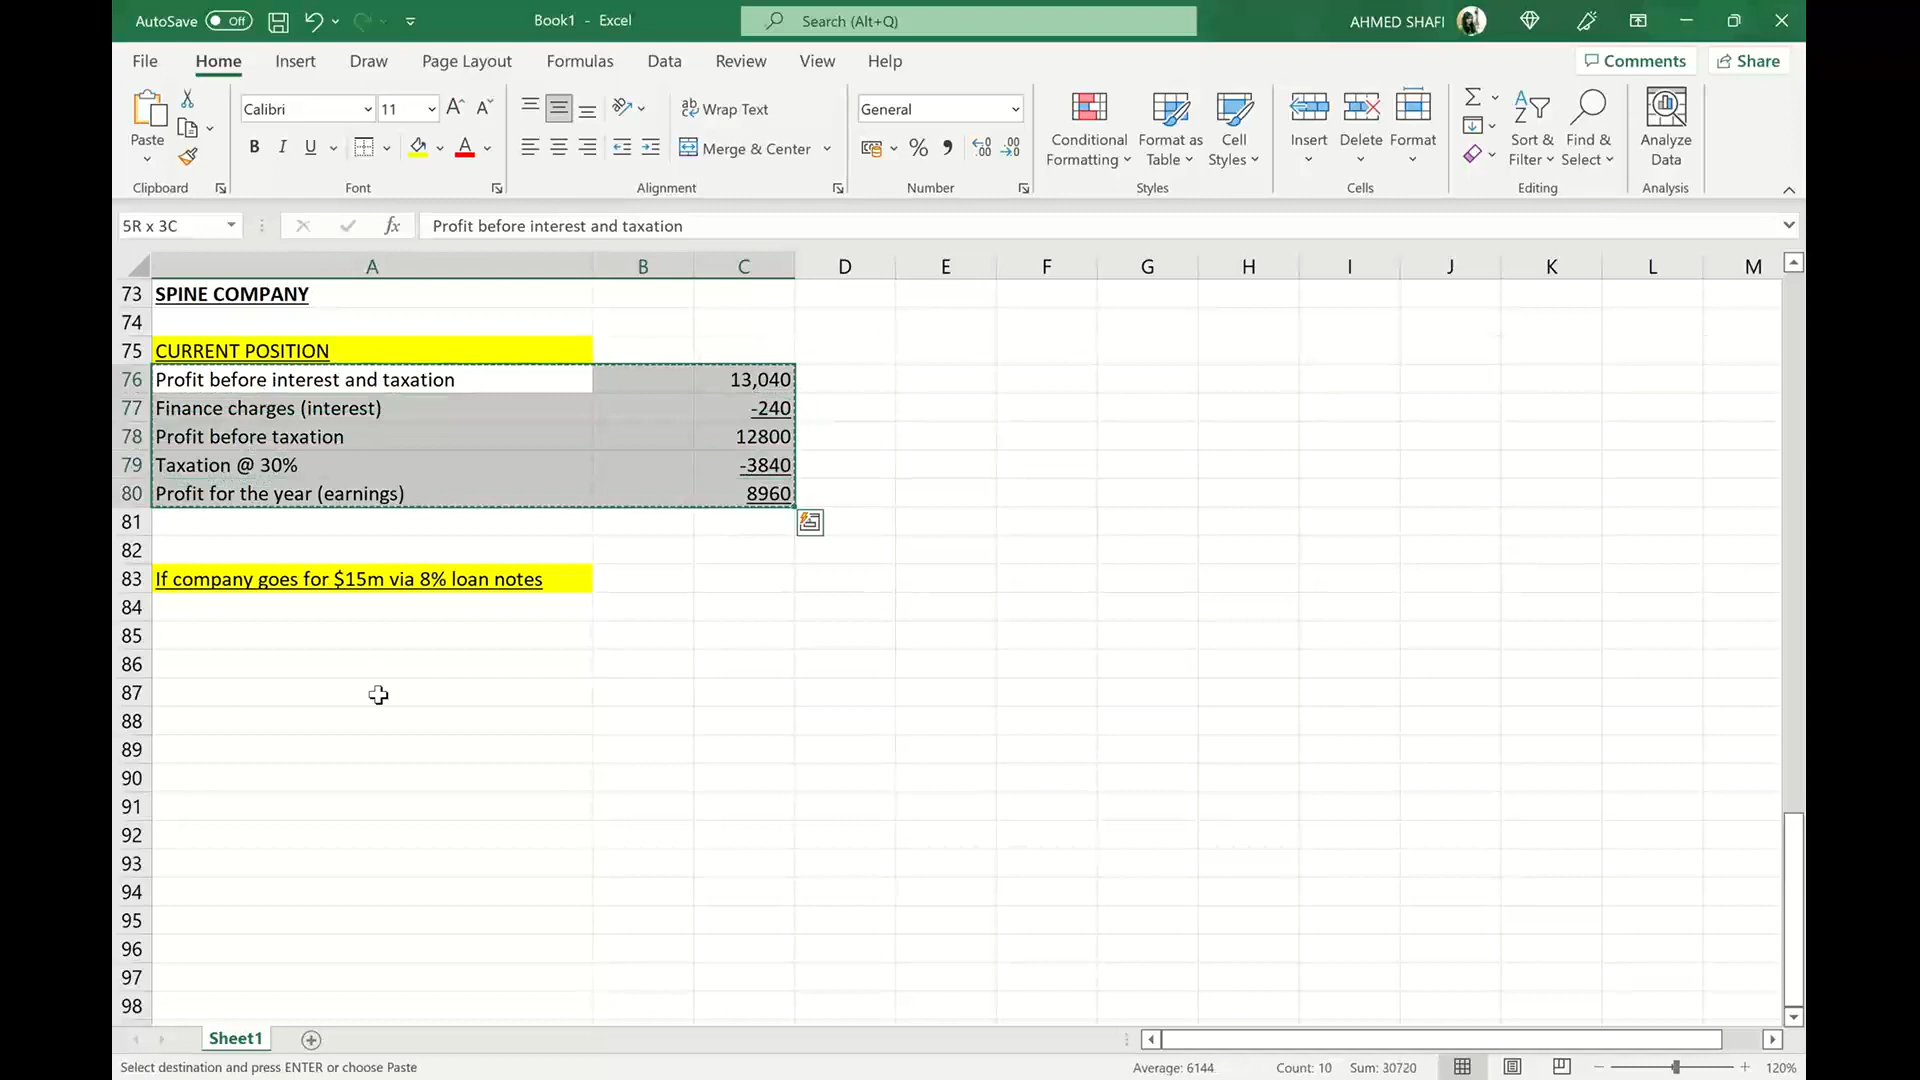 AutoSave Off Book1 - Excel Search (Alt+Q) AHMED SHAFI
File Home Insert Draw Page Layout Formulas Data Review View Help Comments Share
Paste Calibri 11 Wrap Text General Conditional Formatting Format as Table Cell Styles Insert Delete Format Sort & Filter Find & Select Analyze Data
B I U A Merge & Center % 9
Clipboard Font Alignment Number Styles Cells Editing Analysis
5R x 3C fx Profit before interest and taxation
A B C D E F G H I J K L M
73 SPINE COMPANY
74
75 CURRENT POSITION
76 Profit before interest and taxation 13,040
77 Finance charges (interest) -240
78 Profit before taxation 12800
79 Taxation @ 30% -3840
80 Profit for the year (earnings) 8960
81
82
83 If company goes for $15m via 8% loan notes
84
85
86
87
88
89
90
91
92
93
94
95
96
97
98
Sheet1
Select destination and press ENTER or choose Paste Average: 6144 Count: 10 Sum: 30720 120%